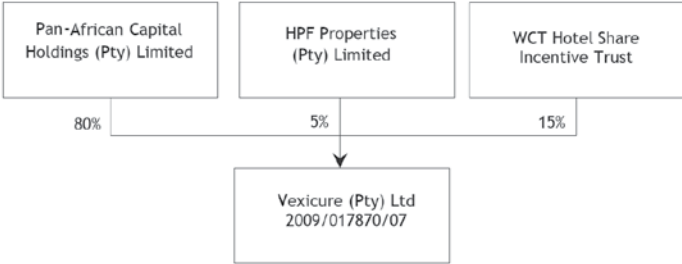 Pan-African Capital
Holdings (Pty) Limited
HPF Properties
(Pty) Limited
WCT Hotel Share
Incentive Trust
80%
5%
15%
Vexicure (Pty) Ltd
2009/017870/07